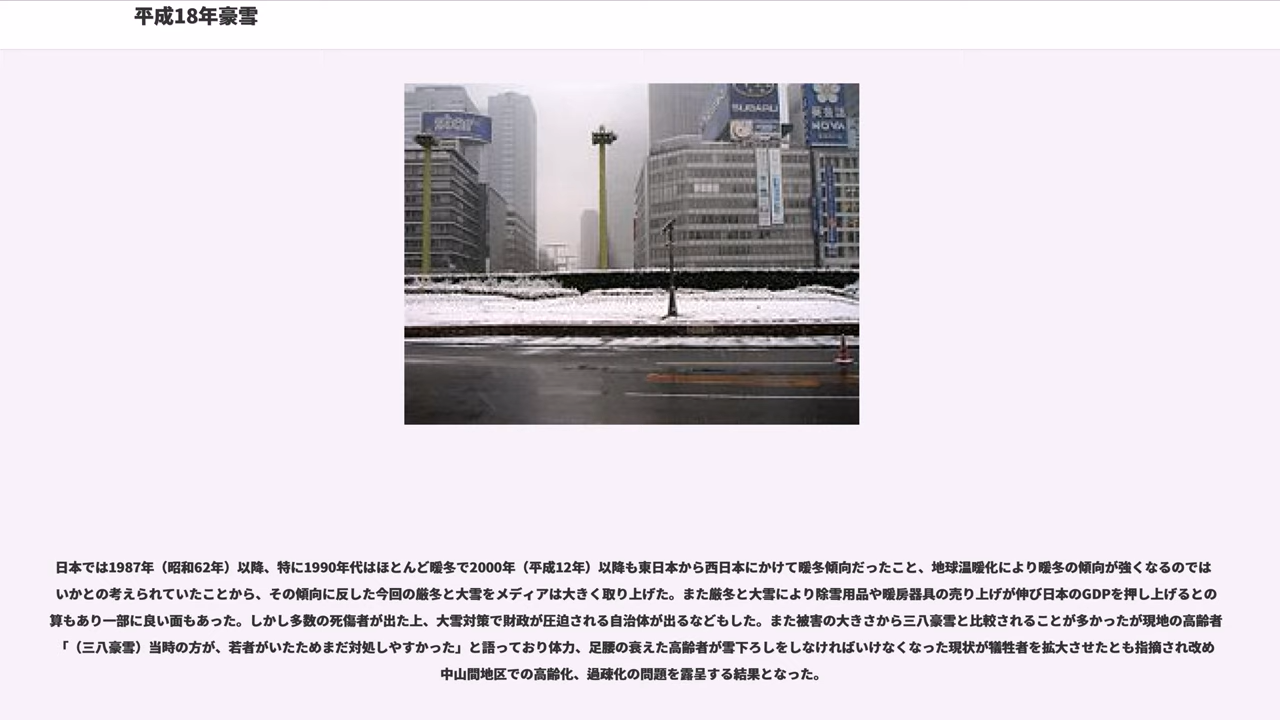 平成18年豪雪
SUBARU
英会話
NOVA
日本では1987年（昭和62年）以降、特に1990年代はほとんど暖冬で2000年（平成12年）以降も東日本から西日本にかけて暖冬傾向だったこと、地球温暖化により暖冬の傾向が強くなるのでは
いかとの考えられていたことから、その傾向に反した今回の厳冬と大雪をメディアは大きく取り上げた。また厳冬と大雪により除雪用品や暖房器具の売り上げが伸び日本のGDPを押し上げるとの
算もあり一部に良い面もあった。しかし多数の死傷者が出た上、大雪対策で財政が圧迫される自治体が出るなどもした。また被害の大きさから三八豪雪と比較されることが多かったが現地の高齢者
「（三八豪雪）当時の方が、若者がいたためまだ対処しやすかった」と語っており体力、足腰の衰えた高齢者が雪下ろしをしなければいけなくなった現状が犠牲者を拡大させたとも指摘され改め
中山間地区での高齢化、過疎化の問題を露呈する結果となった。